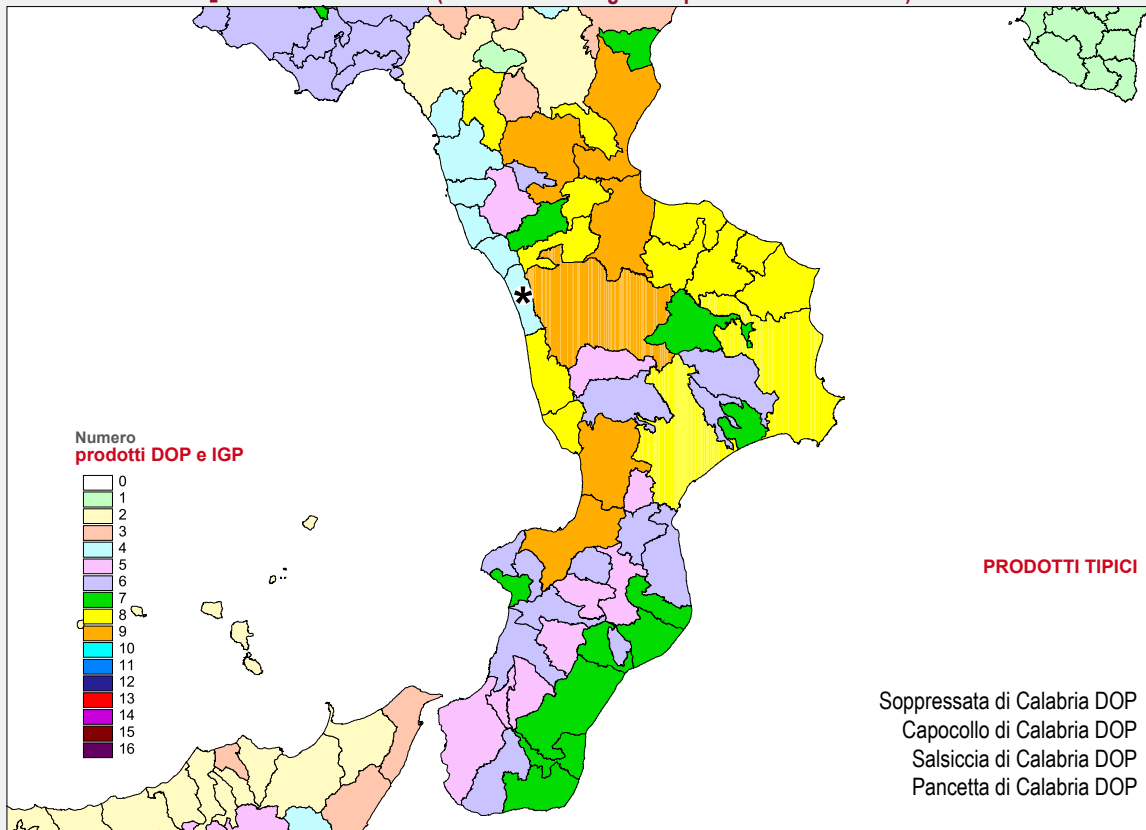 Numero
prodotti DOP e IGP
0
1
2
3
4
5
6
7
8
9
10
11
12
13
14
15
16
*
PRODOTTI TIPICI
Soppressata di Calabria DOP
Capocollo di Calabria DOP
Salsiccia di Calabria DOP
Pancetta di Calabria DOP